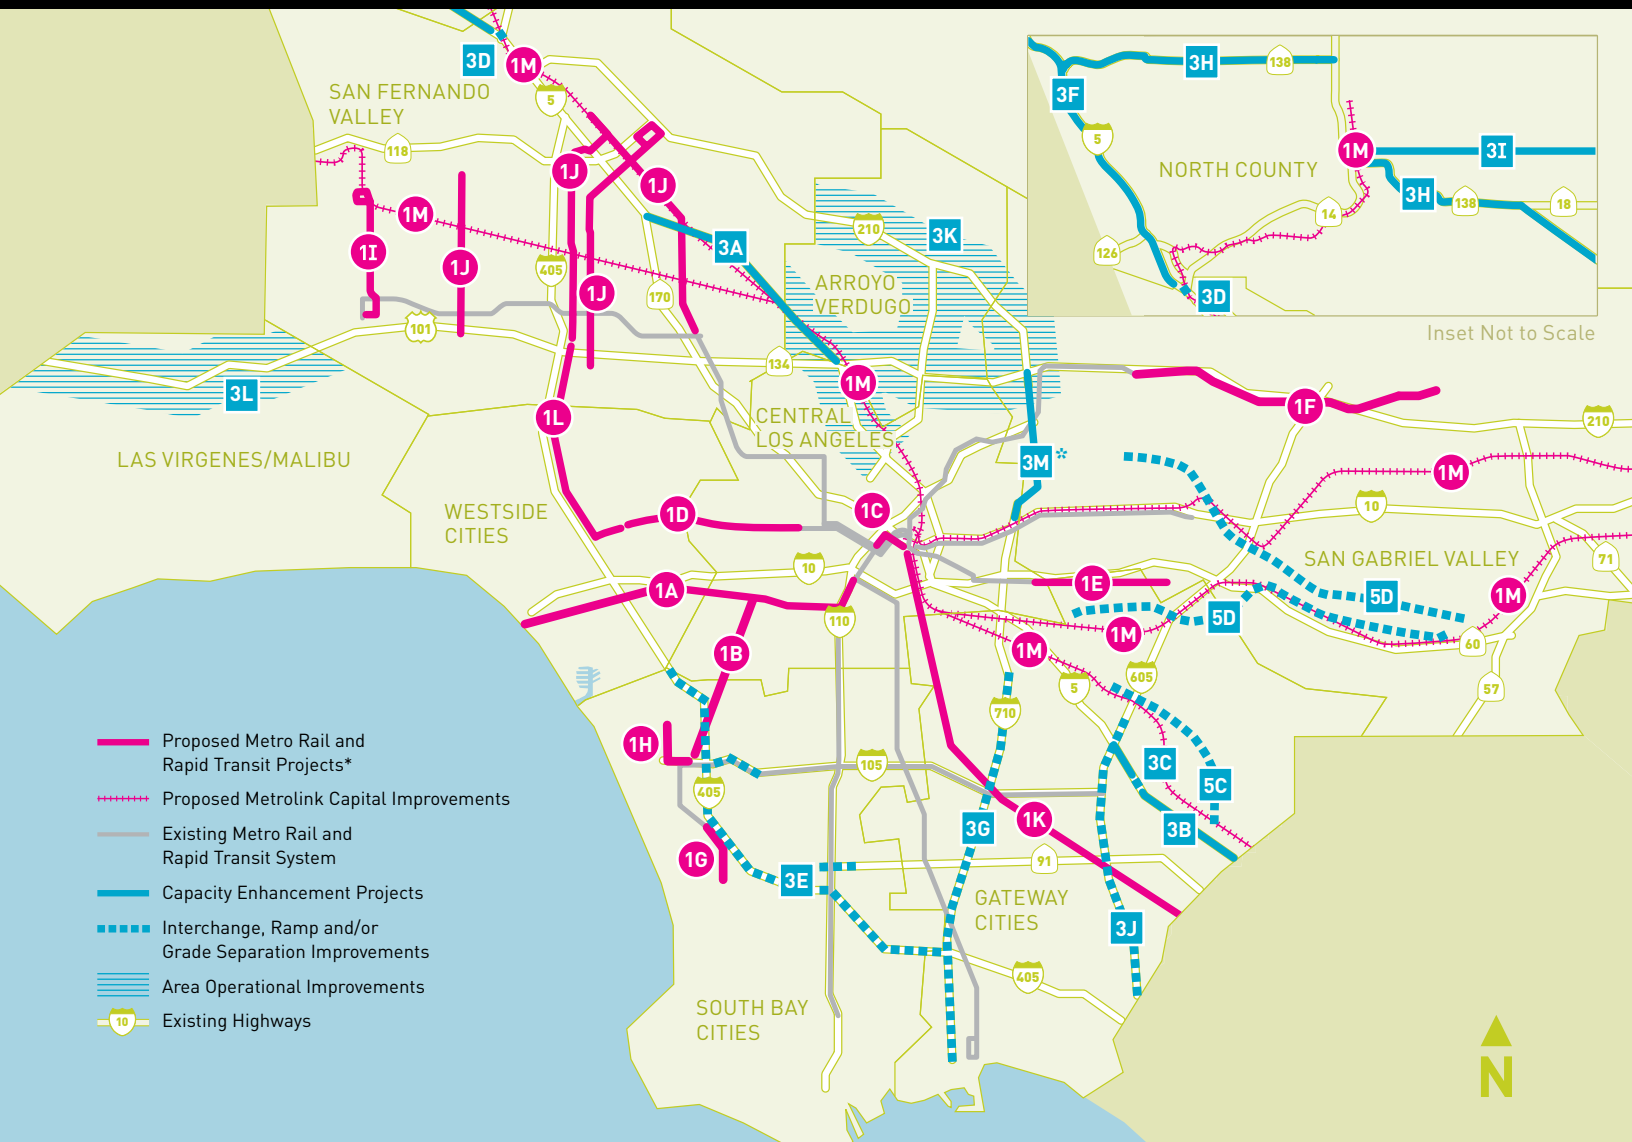 3D
1M
SAN FERNANDO
VALLEY
5
118
1J
1J
1M
1I
1J
1J
405
170
101
3A
210
3K
ARROYO
VERDUGO
134
3L
1L
1M
CENTRAL
LOS ANGELES
LAS VIRGENES/MALIBU
WESTSIDE
CITIES
3F
3H
138
5
NORTH COUNTY
1M
3I
3H
138
18
14
126
3D
Inset Not to Scale
1F
210
3M*
1M
10
1D
1C
10
1A
110
1E
SAN GABRIEL VALLEY
71
5D
1M
5D
1M
60
57
1B
1M
605
5
710
1H
405
105
3C
5C
3G
1K
3B
1G
3E
91
GATEWAY
CITIES
3J
405
SOUTH BAY
CITIES
Proposed Metro Rail and
Rapid Transit Projects*
Proposed Metrolink Capital Improvements
Existing Metro Rail and
Rapid Transit System
Capacity Enhancement Projects
Interchange, Ramp and/or
Grade Separation Improvements
Area Operational Improvements
10
Existing Highways
N